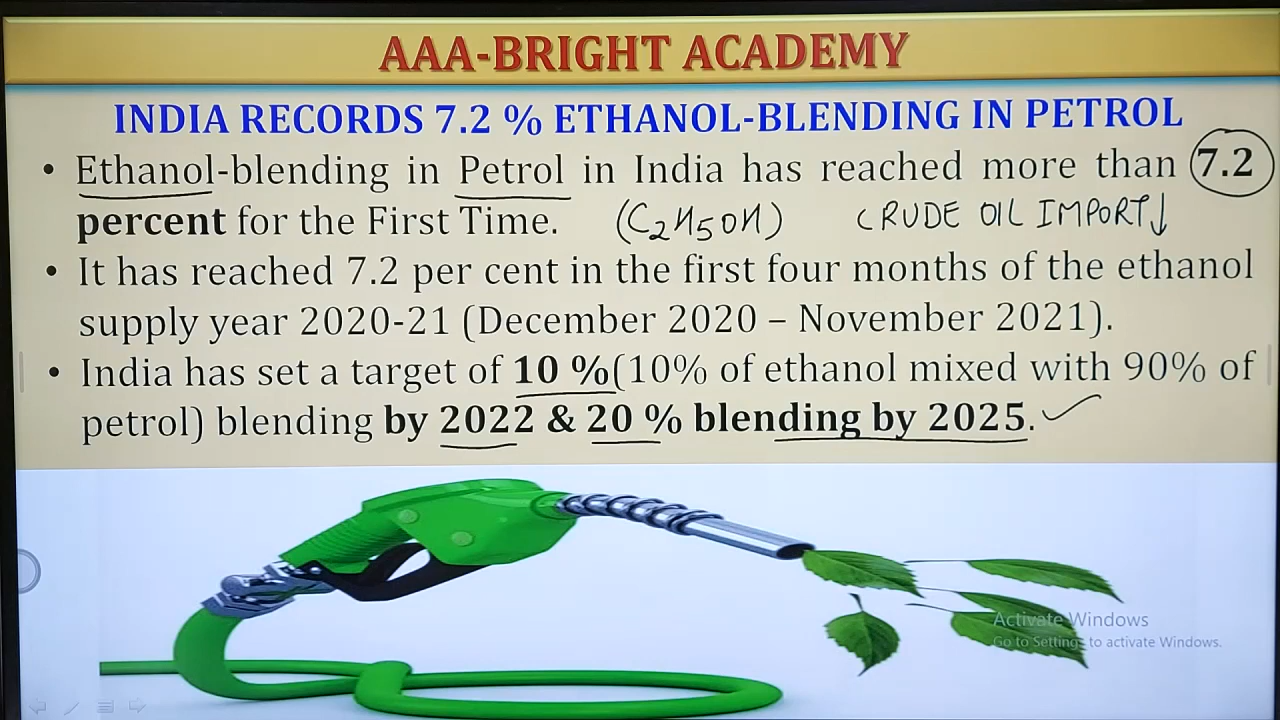 AAA-BRIGHT ACADEMY
INDIA RECORDS 7.2 % ETHANOL-BLENDING IN PETROL
• Ethanol-blending in Petrol in India has reached more than 7.2
percent for the First Time. (C₂H₅OH) CRUDE OIL IMPORT↓
• It has reached 7.2 per cent in the first four months of the ethanol
supply year 2020-21 (December 2020 – November 2021).
• India has set a target of 10 %(10% of ethanol mixed with 90% of
petrol) blending by 2022 & 20 % blending by 2025.
Activate Windows
Go to Settings to activate Windows.